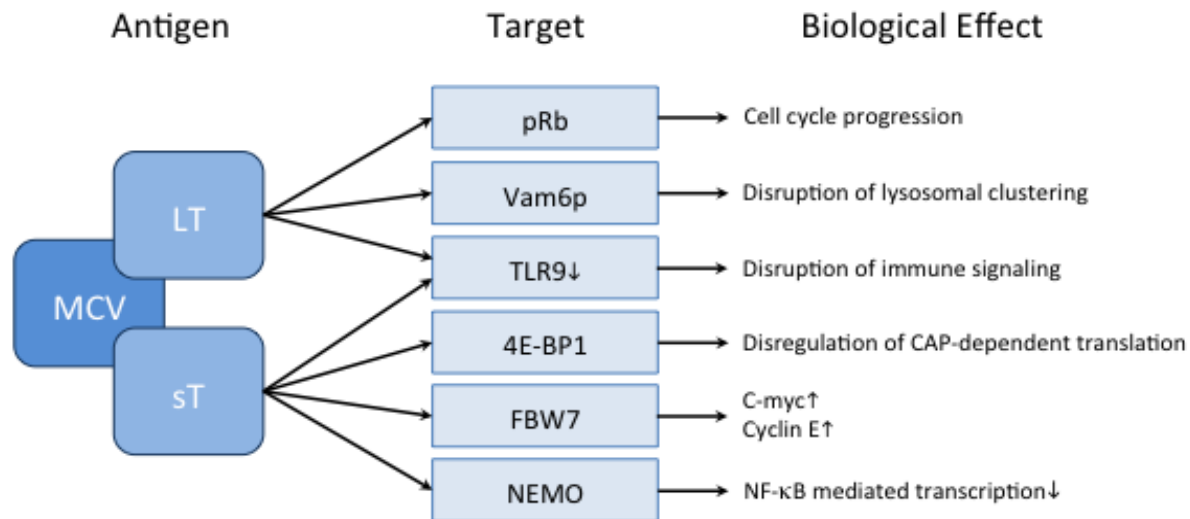 Antigen Target Biological Effect
pRb Cell cycle progression
LT
Vam6p Disruption of lysosomal clustering
TLR9↓ Disruption of immune signaling
MCV
4E-BP1 Disregulation of CAP-dependent translation
sT
FBW7 C-myc↑
Cyclin E↑
NEMO NF-κB mediated transcription↓